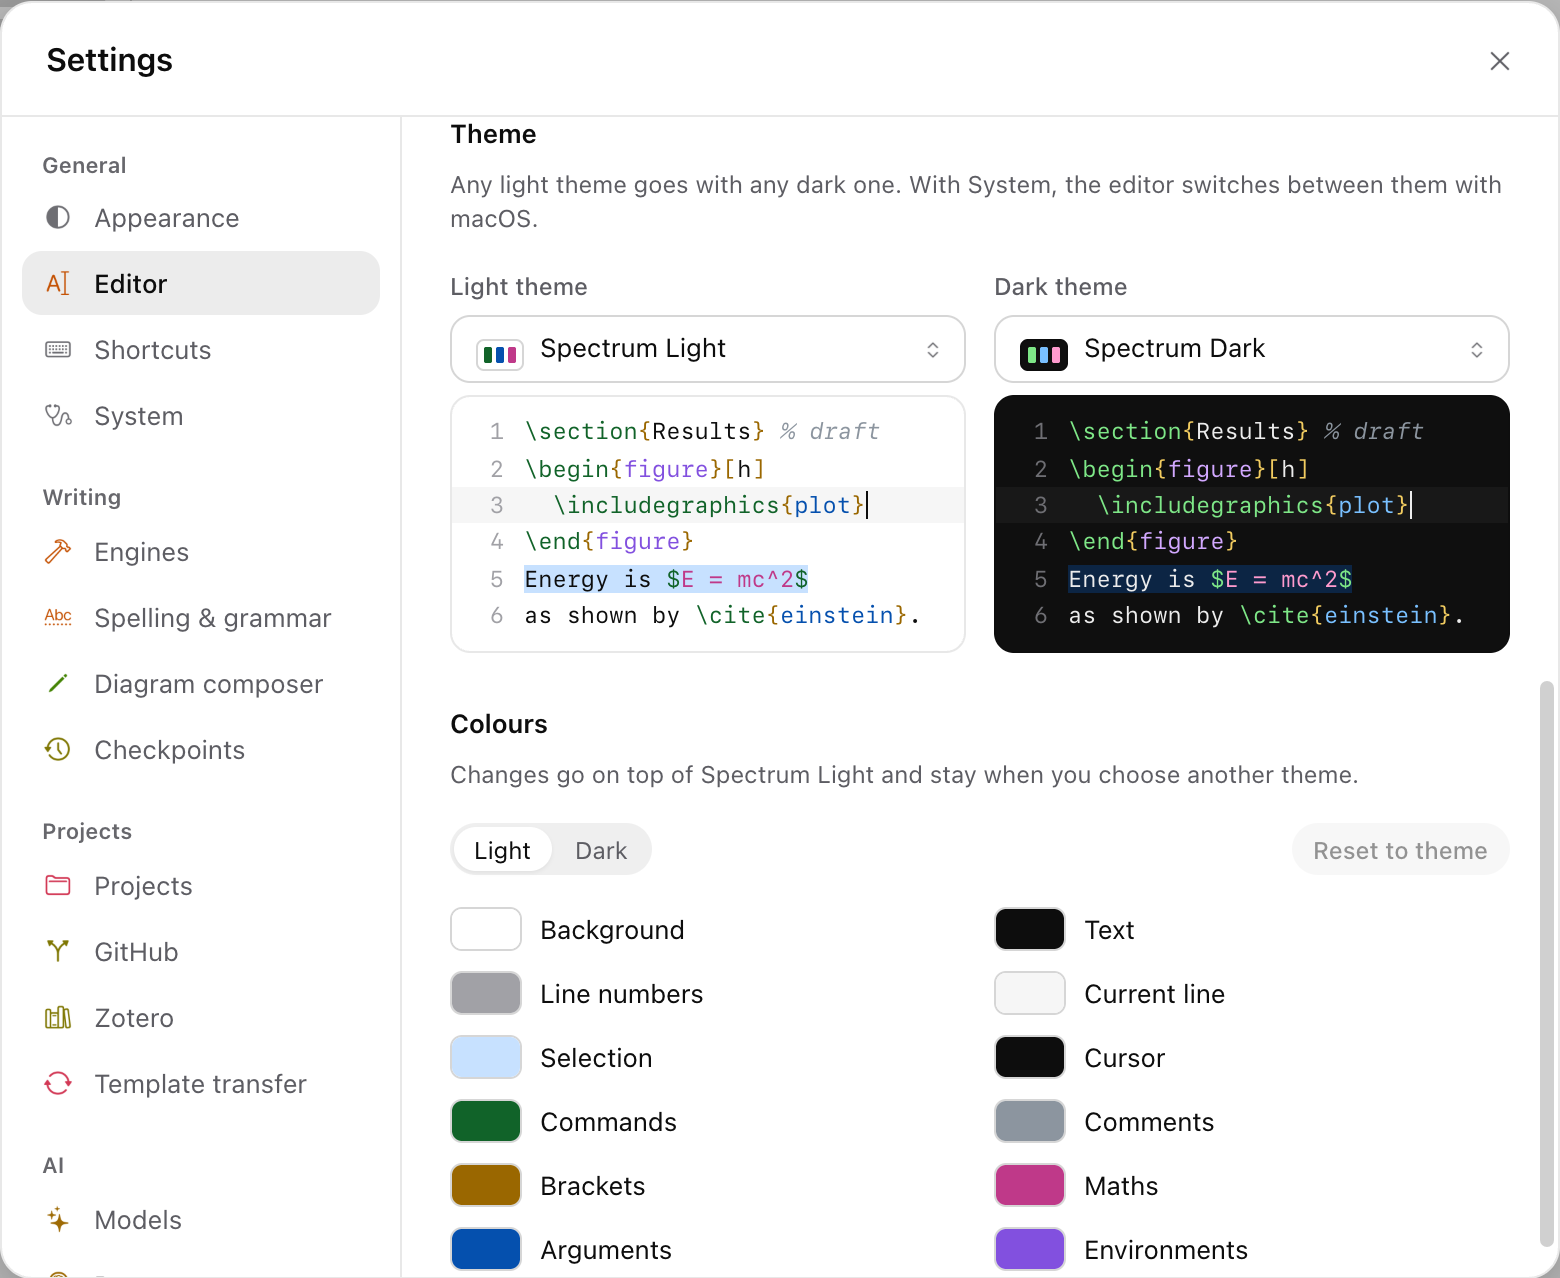 Settings
General
Appearance
AI Editor
Shortcuts
System
Writing
Engines
Abc Spelling & grammar
Diagram composer
Checkpoints
Projects
Projects
GitHub
Zotero
Template transfer
AI
Models
Theme
Any light theme goes with any dark one. With System, the editor switches between them with
macOS.
Light theme
Spectrum Light
1 \section{Results} % draft
2 \begin{figure}[h]
3 \includegraphics{plot}
4 \end{figure}
5 Energy is $E = mc^2$
6 as shown by \cite{einstein}.
Dark theme
Spectrum Dark
1 \section{Results} % draft
2 \begin{figure}[h]
3 \includegraphics{plot}
4 \end{figure}
5 Energy is $E = mc^2$
6 as shown by \cite{einstein}.
Colours
Changes go on top of Spectrum Light and stay when you choose another theme.
Light Dark
Reset to theme
Background
Text
Line numbers
Current line
Selection
Cursor
Commands
Comments
Brackets
Maths
Arguments
Environments